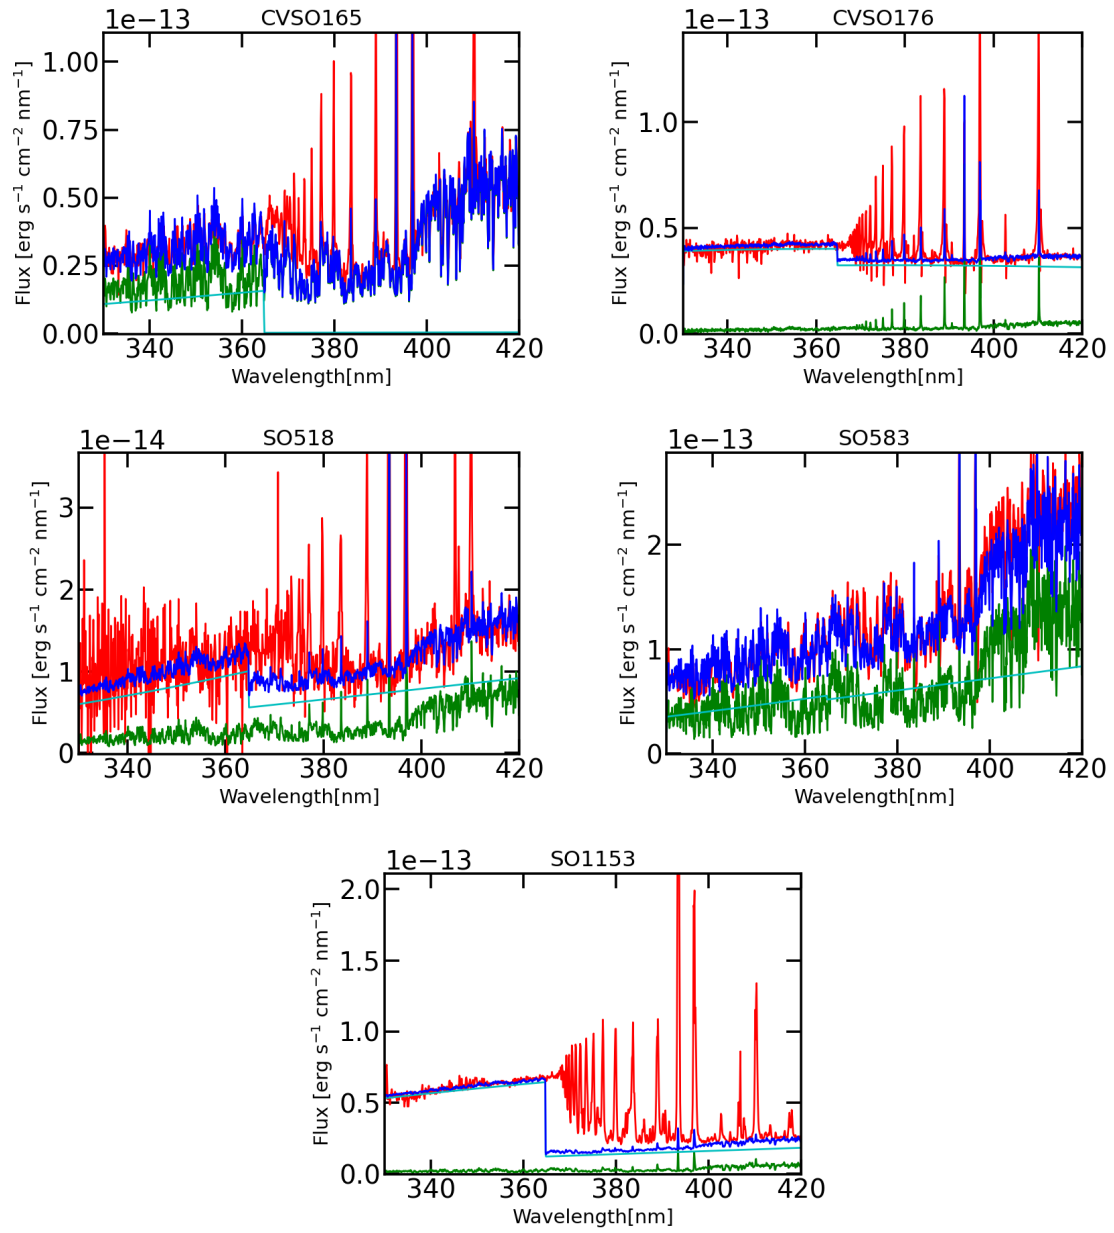 1e−13 CVSO165
1.00
0.75
0.50
0.25
0.00
Flux [erg s⁻¹ cm⁻² nm⁻¹]
340 360 380 400 420
Wavelength[nm]
1e−13 CVSO176
1.0
0.5
0.0
Flux [erg s⁻¹ cm⁻² nm⁻¹]
340 360 380 400 420
Wavelength[nm]
1e−14 SO518
3
2
1
0
Flux [erg s⁻¹ cm⁻² nm⁻¹]
340 360 380 400 420
Wavelength[nm]
1e−13 SO583
2
1
0
Flux [erg s⁻¹ cm⁻² nm⁻¹]
340 360 380 400 420
Wavelength[nm]
1e−13 SO1153
2.0
1.5
1.0
0.5
0.0
Flux [erg s⁻¹ cm⁻² nm⁻¹]
340 360 380 400 420
Wavelength[nm]